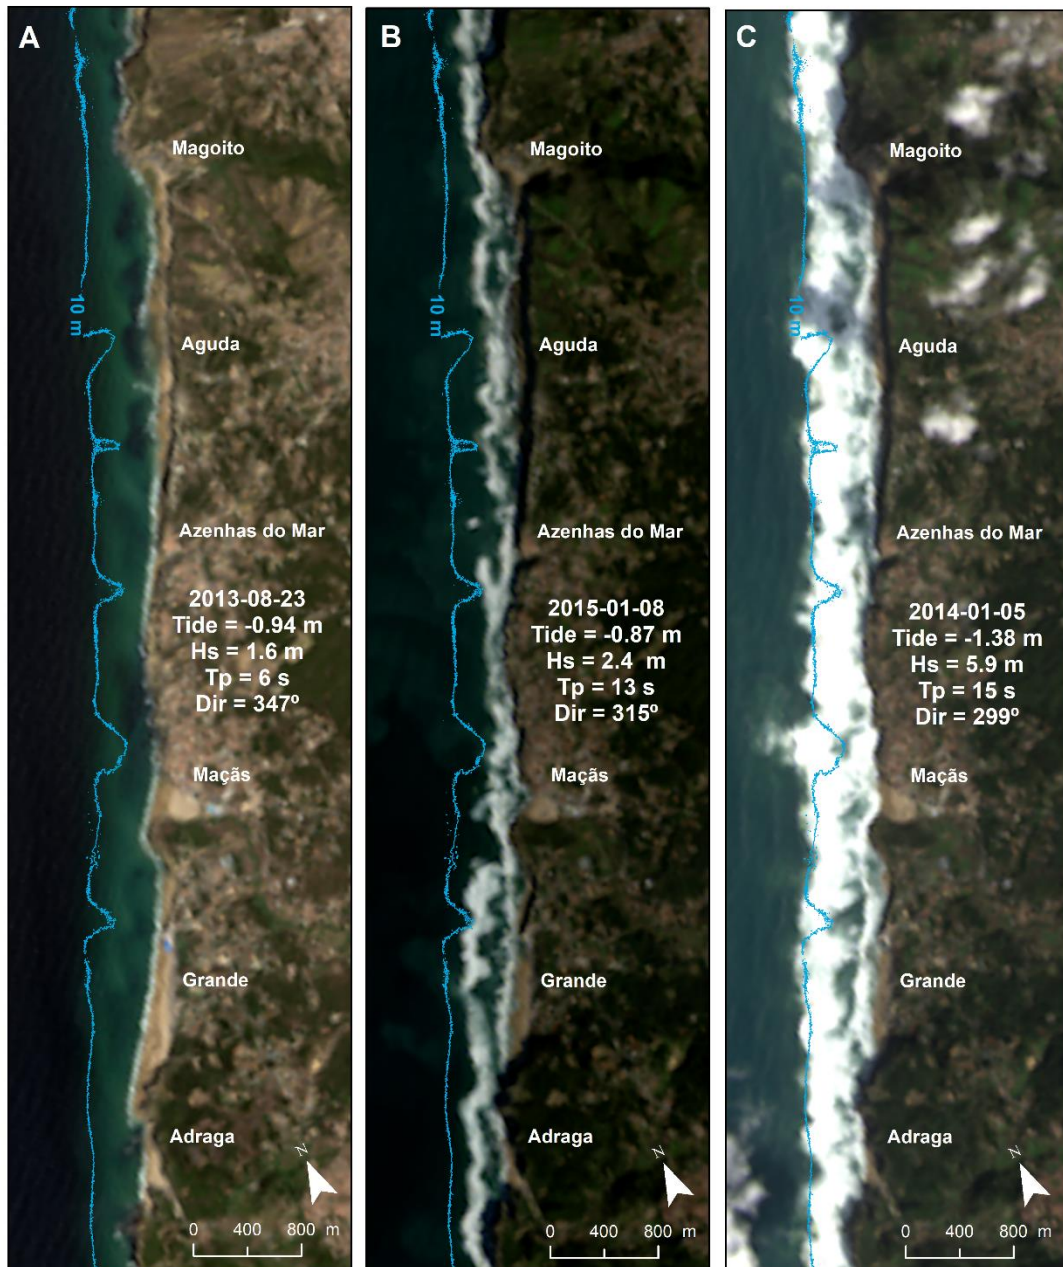 A
Magoito
10 m
Aguda
Azenhas do Mar
2013-08-23
Tide = -0.94 m
Hs = 1.6 m
Tp = 6 s
Dir = 347º
Maçãs
Grande
Adraga
N
0 400 800 m
B
Magoito
10 m
Aguda
Azenhas do Mar
2015-01-08
Tide = -0.87 m
Hs = 2.4 m
Tp = 13 s
Dir = 315º
Maçãs
Grande
Adraga
N
0 400 800 m
C
Magoito
10 m
Aguda
Azenhas do Mar
2014-01-05
Tide = -1.38 m
Hs = 5.9 m
Tp = 15 s
Dir = 299º
Maçãs
Grande
Adraga
N
0 400 800 m